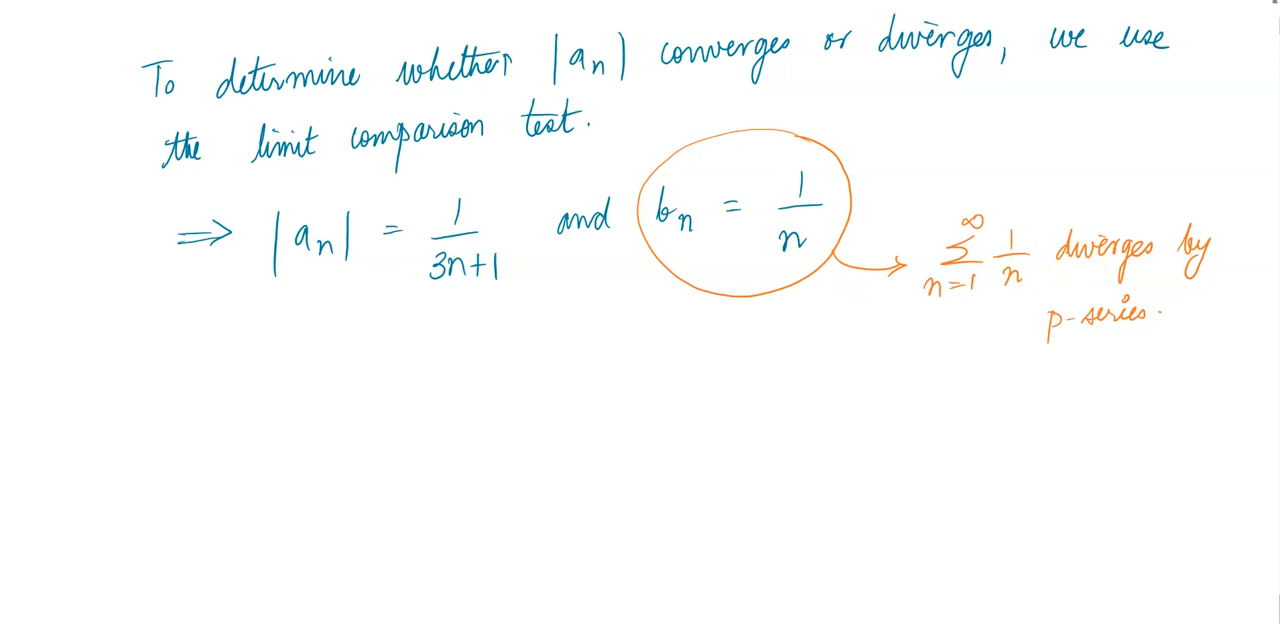 To determine whether |aₙ| converges or diverges, we use
the limit comparison test.
⟹ |aₙ| = 1/(3n+1) and bₙ = 1/n
∑_{n=1}^{∞} 1/n diverges by
p-series.